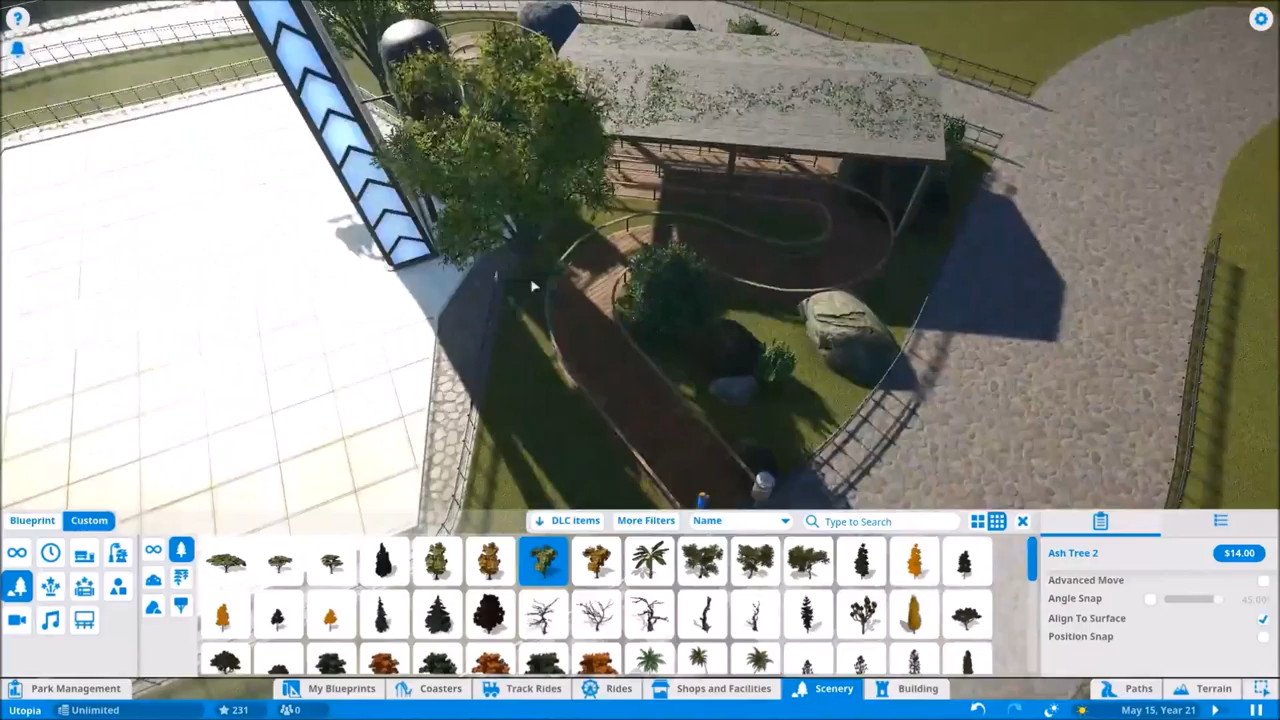 ?
Blueprint
Custom
DLC items
More Filters
Name
Type to Search
Ash Tree 2
$14.00
Advanced Move
Angle Snap
45.00°
Align To Surface
Position Snap
Park Management
My Blueprints
Coasters
Track Rides
Rides
Shops and Facilities
Scenery
Building
Paths
Terrain
Utopia
Unlimited
231
0
May 15, Year 21